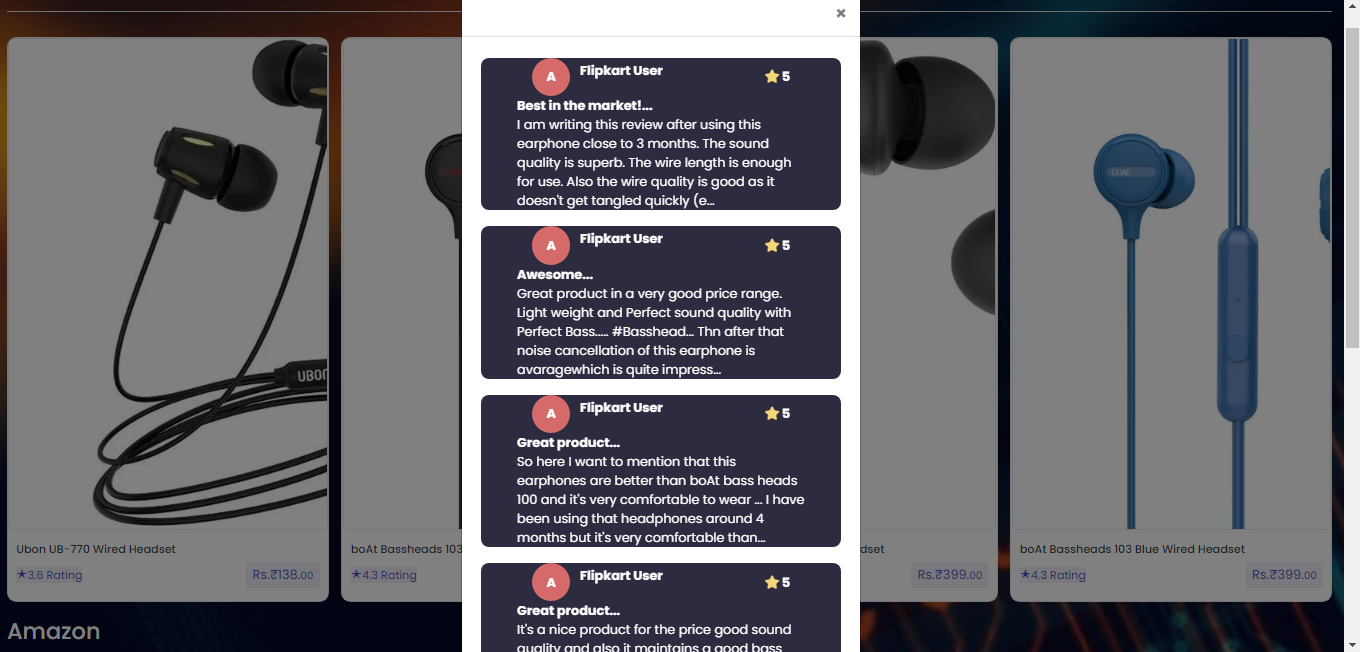 ×
A
Flipkart User
5
Best in the market!...
I am writing this review after using this
earphone close to 3 months. The sound
quality is superb. The wire length is enough
for use. Also the wire quality is good as it
doesn't get tangled quickly (e...
A
Flipkart User
5
Awesome...
Great product in a very good price range.
Light weight and Perfect sound quality with
Perfect Bass..... #Basshead... Thn after that
noise cancellation of this earphone is
avaragewhich is quite impress...
A
Flipkart User
5
Great product...
So here I want to mention that this
earphones are better than boAt bass heads
100 and it's very comfortable to wear ... I have
been using that headphones around 4
months but it's very comfortable than...
A
Flipkart User
5
Great product...
It's a nice product for the price good sound
quality and also it maintains a good bass
UBON
Ubon UB-770 Wired Headset
★3.6 Rating
Rs.₹138.00
boAt Bassheads 103
★4.3 Rating
dset
Rs.₹399.00
boAt Bassheads 103 Blue Wired Headset
★4.3 Rating
Rs.₹399.00
Amazon